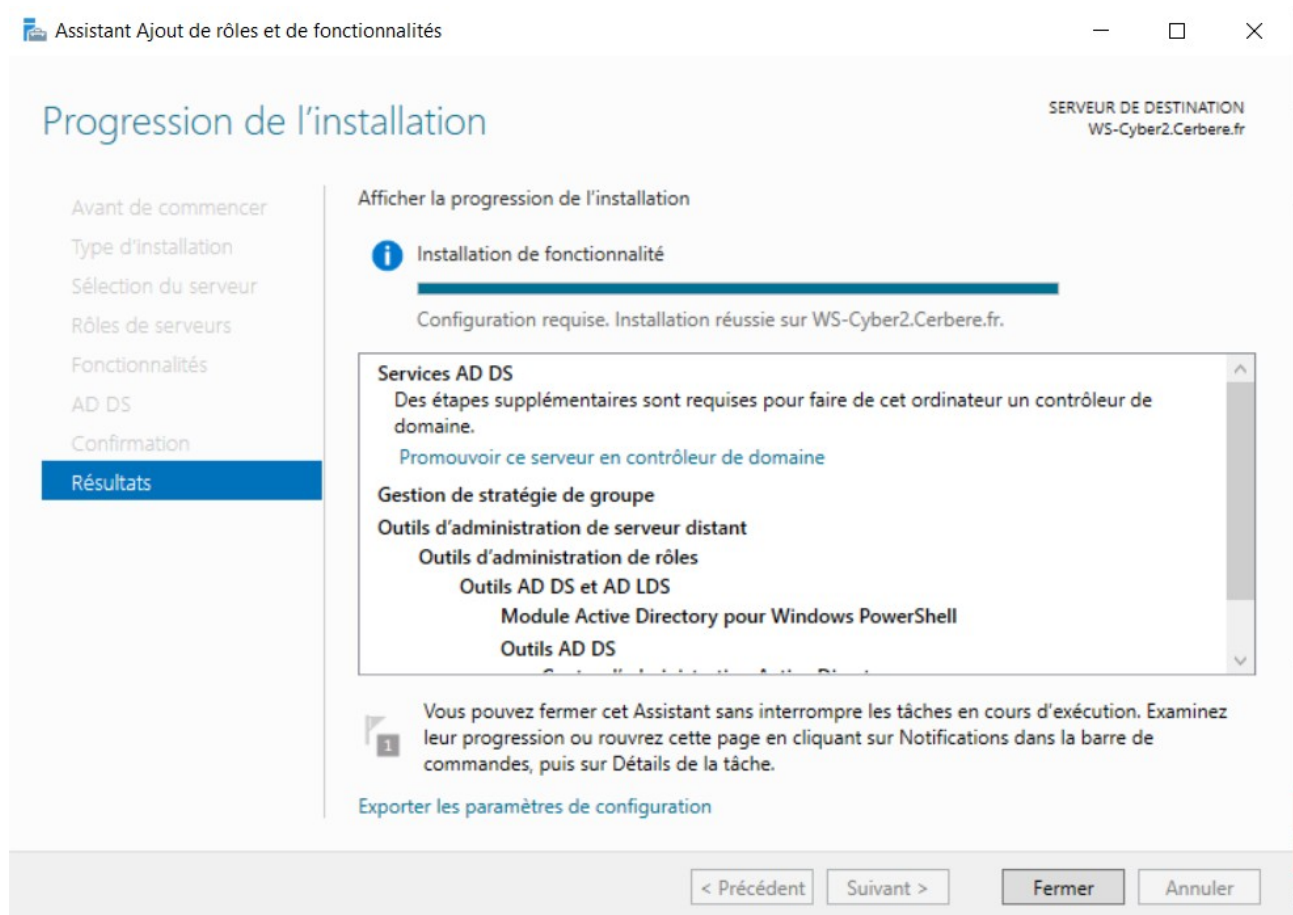 Assistant Ajout de rôles et de fonctionnalités
Progression de l’installation
SERVEUR DE DESTINATION
WS-Cyber2.Cerbere.fr
Avant de commencer
Type d'installation
Sélection du serveur
Rôles de serveurs
Fonctionnalités
AD DS
Confirmation
Résultats
Afficher la progression de l’installation
Installation de fonctionnalité
Configuration requise. Installation réussie sur WS-Cyber2.Cerbere.fr.
Services AD DS
Des étapes supplémentaires sont requises pour faire de cet ordinateur un contrôleur de
domaine.
Promouvoir ce serveur en contrôleur de domaine
Gestion de stratégie de groupe
Outils d’administration de serveur distant
Outils d’administration de rôles
Outils AD DS et AD LDS
Module Active Directory pour Windows PowerShell
Outils AD DS
1
Vous pouvez fermer cet Assistant sans interrompre les tâches en cours d’exécution. Examinez
leur progression ou rouvrez cette page en cliquant sur Notifications dans la barre de
commandes, puis sur Détails de la tâche.
Exporter les paramètres de configuration
< Précédent
Suivant >
Fermer
Annuler